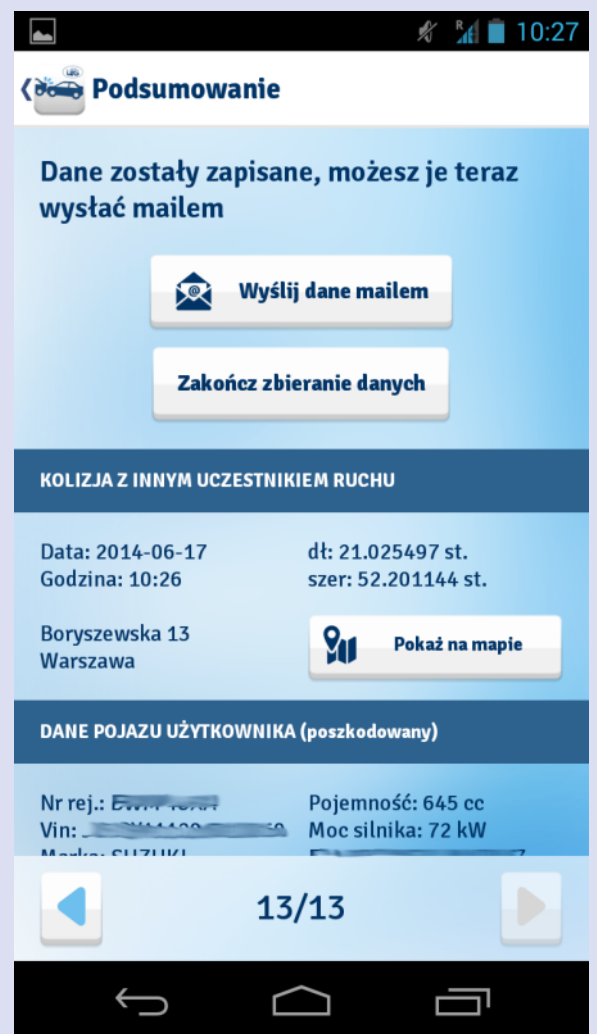 10:27
Podsumowanie
Dane zostały zapisane, możesz je teraz
wysłać mailem
Wyślij dane mailem
Zakończ zbieranie danych
KOLIZJA Z INNYM UCZESTNIKIEM RUCHU
Data: 2014-06-17
Godzina: 10:26
dł: 21.025497 st.
szer: 52.201144 st.
Boryszewska 13
Warszawa
Pokaż na mapie
DANE POJAZU UŻYTKOWNIKA (poszkodowany)
Nr rej.:
Vin:
Marka: SUZUKI
Pojemność: 645 cc
Moc silnika: 72 kW
13/13